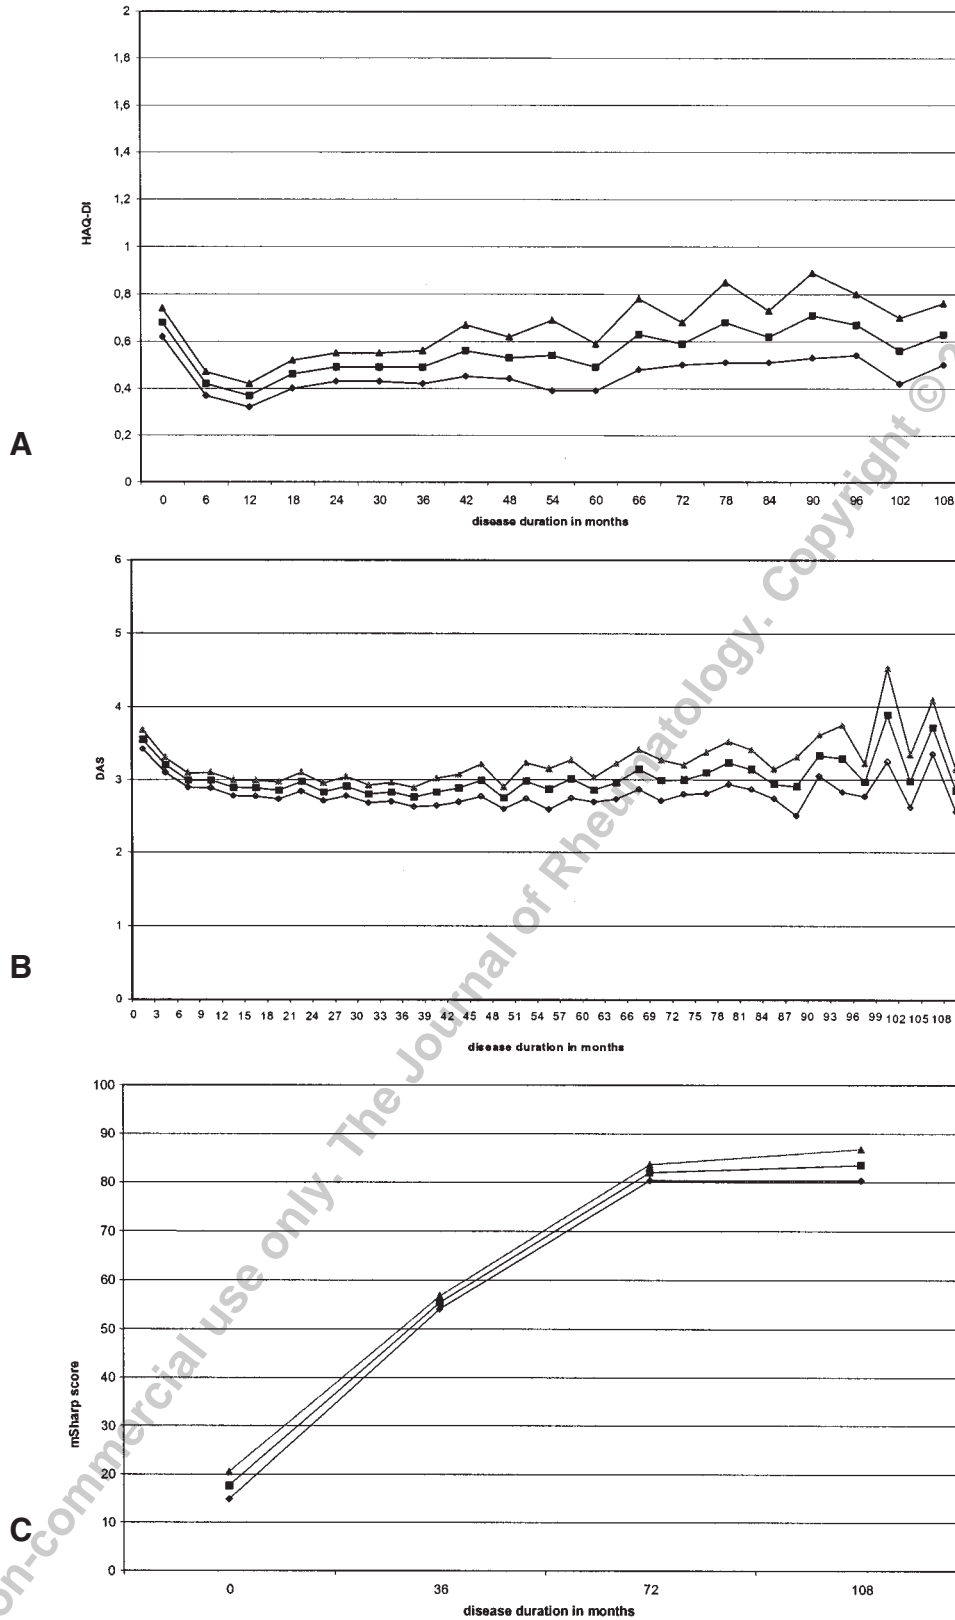 2
1,8
1,6
1,4
1,2
1
0,8
0,6
0,4
0,2
0
HAQ-DI
A
0 6 12 18 24 30 36 42 48 54 60 66 72 78 84 90 96 102 108
disease duration in months
6
5
4
3
2
1
0
DAS
B
0 3 6 9 12 15 18 21 24 27 30 33 36 39 42 45 48 51 54 57 60 63 66 69 72 75 78 81 84 87 90 93 96 99 102 105 108
disease duration in months
100
90
80
70
60
50
40
30
20
10
0
mSharp score
C
0 36 72 108
disease duration in months
on-commercial use only. The Journal of Rheumatology. Copyright ©